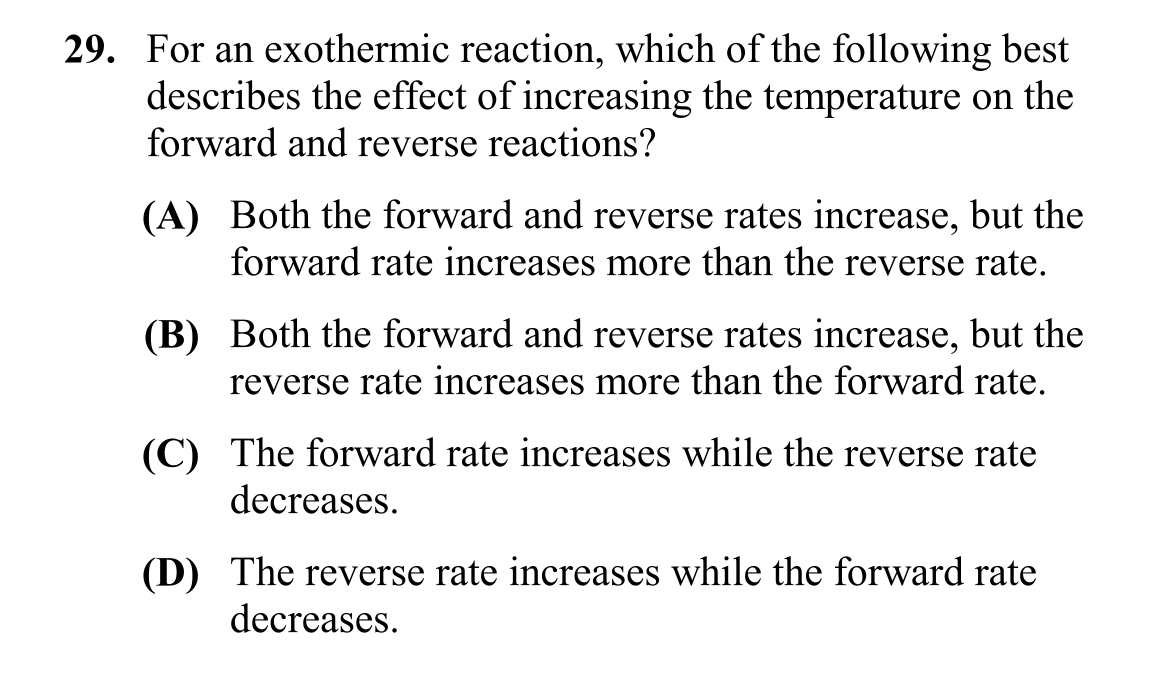 29. For an exothermic reaction, which of the following best
describes the effect of increasing the temperature on the
forward and reverse reactions?
(A) Both the forward and reverse rates increase, but the
forward rate increases more than the reverse rate.
(B) Both the forward and reverse rates increase, but the
reverse rate increases more than the forward rate.
(C) The forward rate increases while the reverse rate
decreases.
(D) The reverse rate increases while the forward rate
decreases.